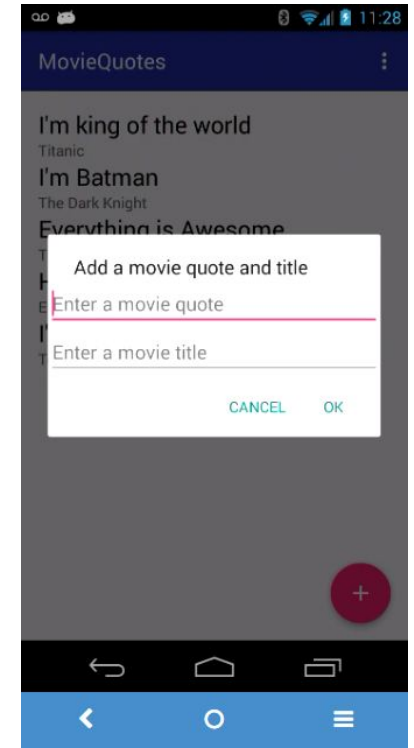 11:28
MovieQuotes
I'm king of the world
Titanic
I'm Batman
The Dark Knight
Everything is Awesome
T
Add a movie quote and title
H
E
Enter a movie quote
I'
T
Enter a movie title
CANCEL OK